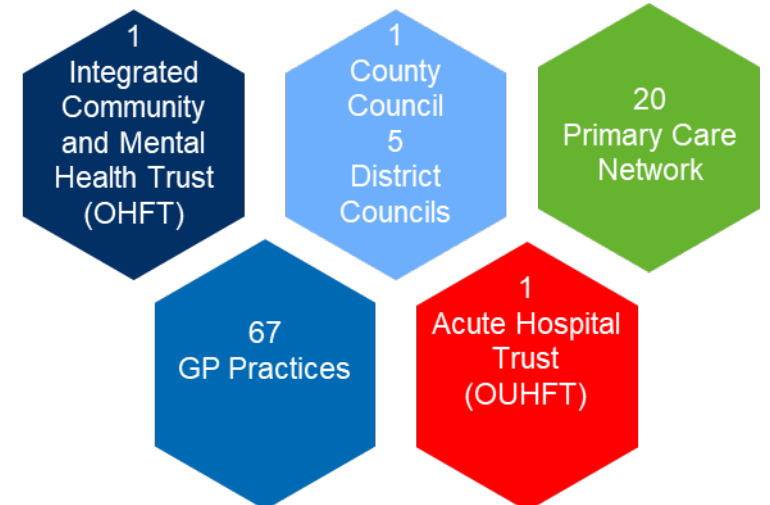 1
Integrated
Community
and Mental
Health Trust
(OHFT)
1
County
Council
5
District
Councils
20
Primary Care
Network
67
GP Practices
1
Acute Hospital
Trust
(OUHFT)